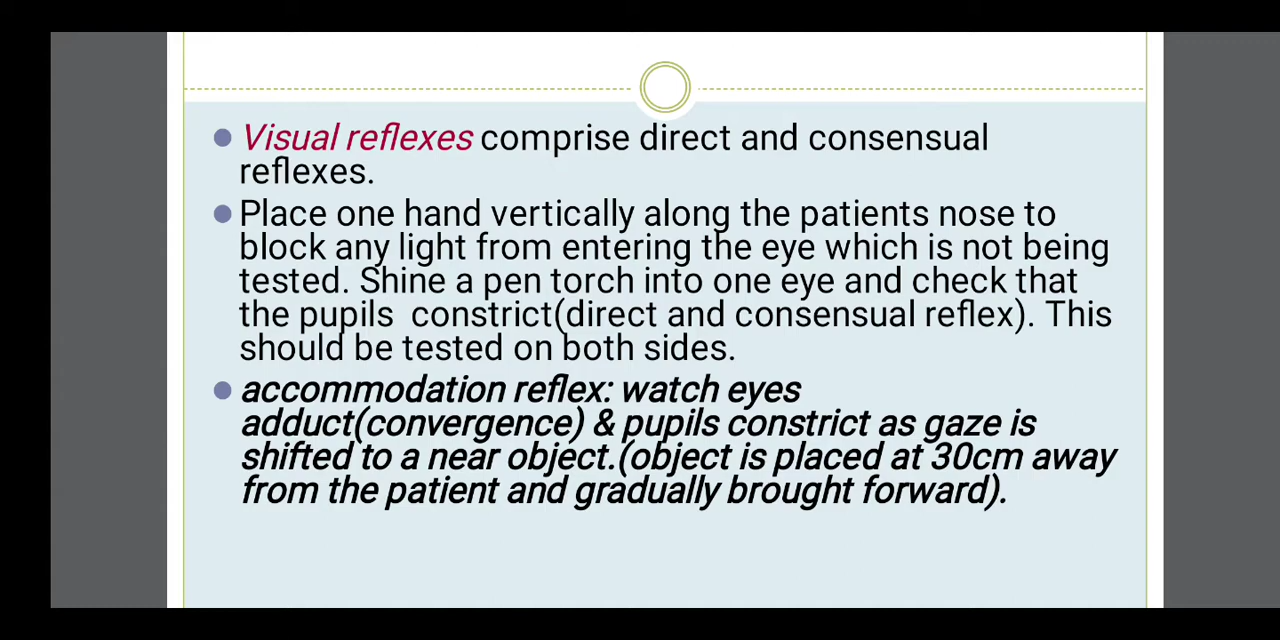 Visual reflexes comprise direct and consensual
reflexes.
Place one hand vertically along the patients nose to
block any light from entering the eye which is not being
tested. Shine a pen torch into one eye and check that
the pupils  constrict(direct and consensual reflex). This
should be tested on both sides.
accommodation reflex: watch eyes
adduct(convergence) & pupils constrict as gaze is
shifted to a near object.(object is placed at 30cm away
from the patient and gradually brought forward).